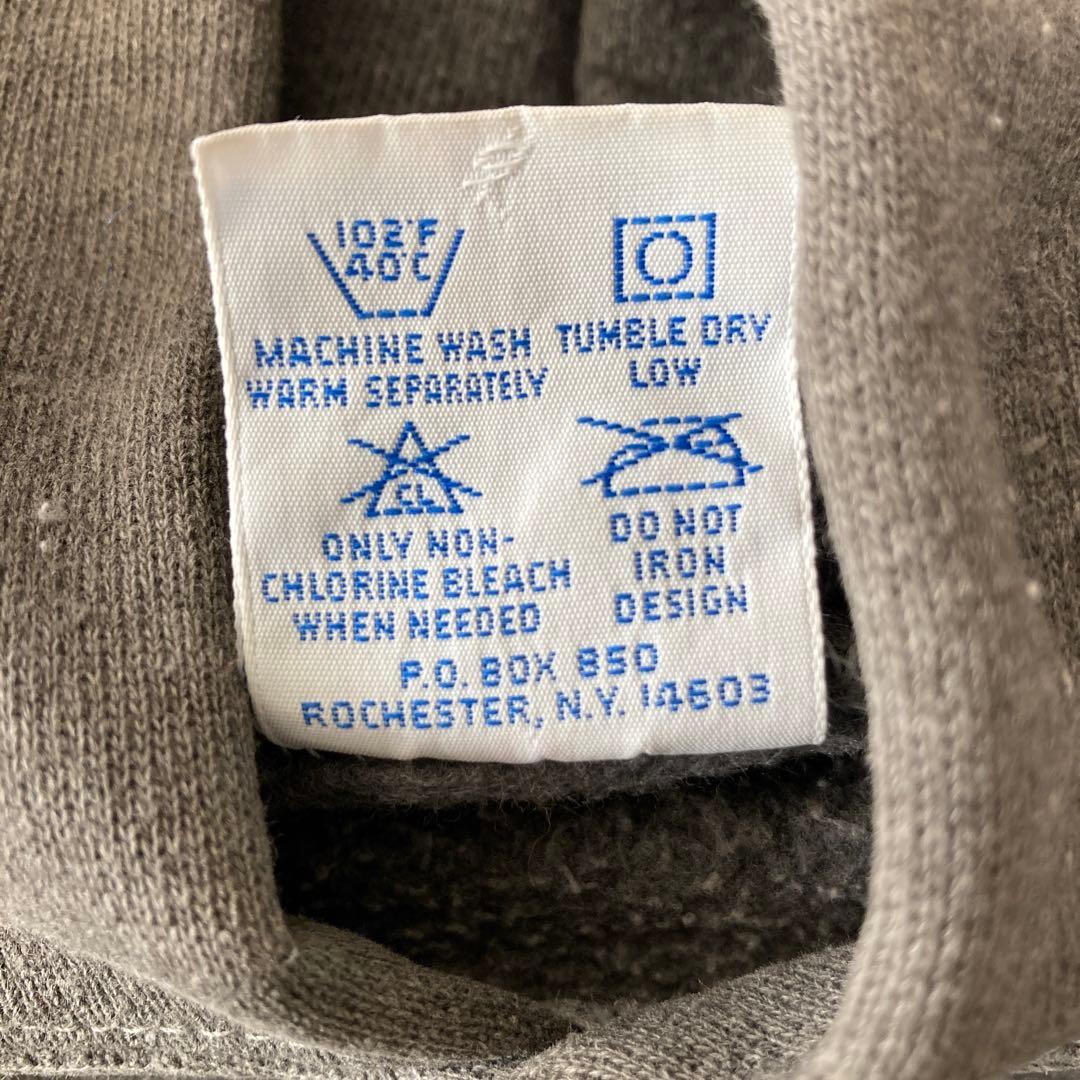 102°F
40°C
MACHINE WASH
WARM SEPARATELY
TUMBLE DRY
LOW
CL
ONLY NON-
CHLORINE BLEACH
WHEN NEEDED
DO NOT
IRON
DESIGN
P.O. BOX 850
ROCHESTER, N.Y. 14603